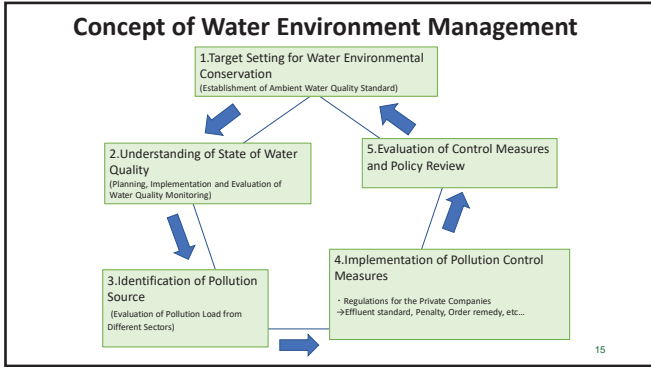 Concept of Water Environment Management
1.Target Setting for Water Environmental
Conservation
(Establishment of Ambient Water Quality Standard)
2.Understanding of State of Water
Quality
(Planning, Implementation and Evaluation of
Water Quality Monitoring)
3.Identification of Pollution
Source
(Evaluation of Pollution Load from
Different Sectors)
4.Implementation of Pollution Control
Measures
・Regulations for the Private Companies
→Effluent standard, Penalty, Order remedy, etc...
5.Evaluation of Control Measures
and Policy Review
15